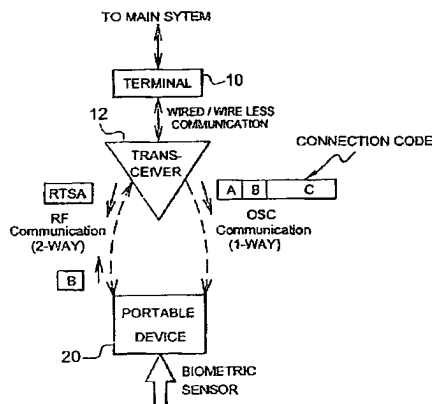 TO MAIN SYTEM
TERMINAL
10
WIRED / WIRE LESS
COMMUNICATION
12
TRANS-
CEIVER
CONNECTION CODE
A B C
RTSA
RF
Communication
(2-WAY)
OSC
Communication
(1-WAY)
B
PORTABLE
DEVICE
20
BIOMETRIC
SENSOR